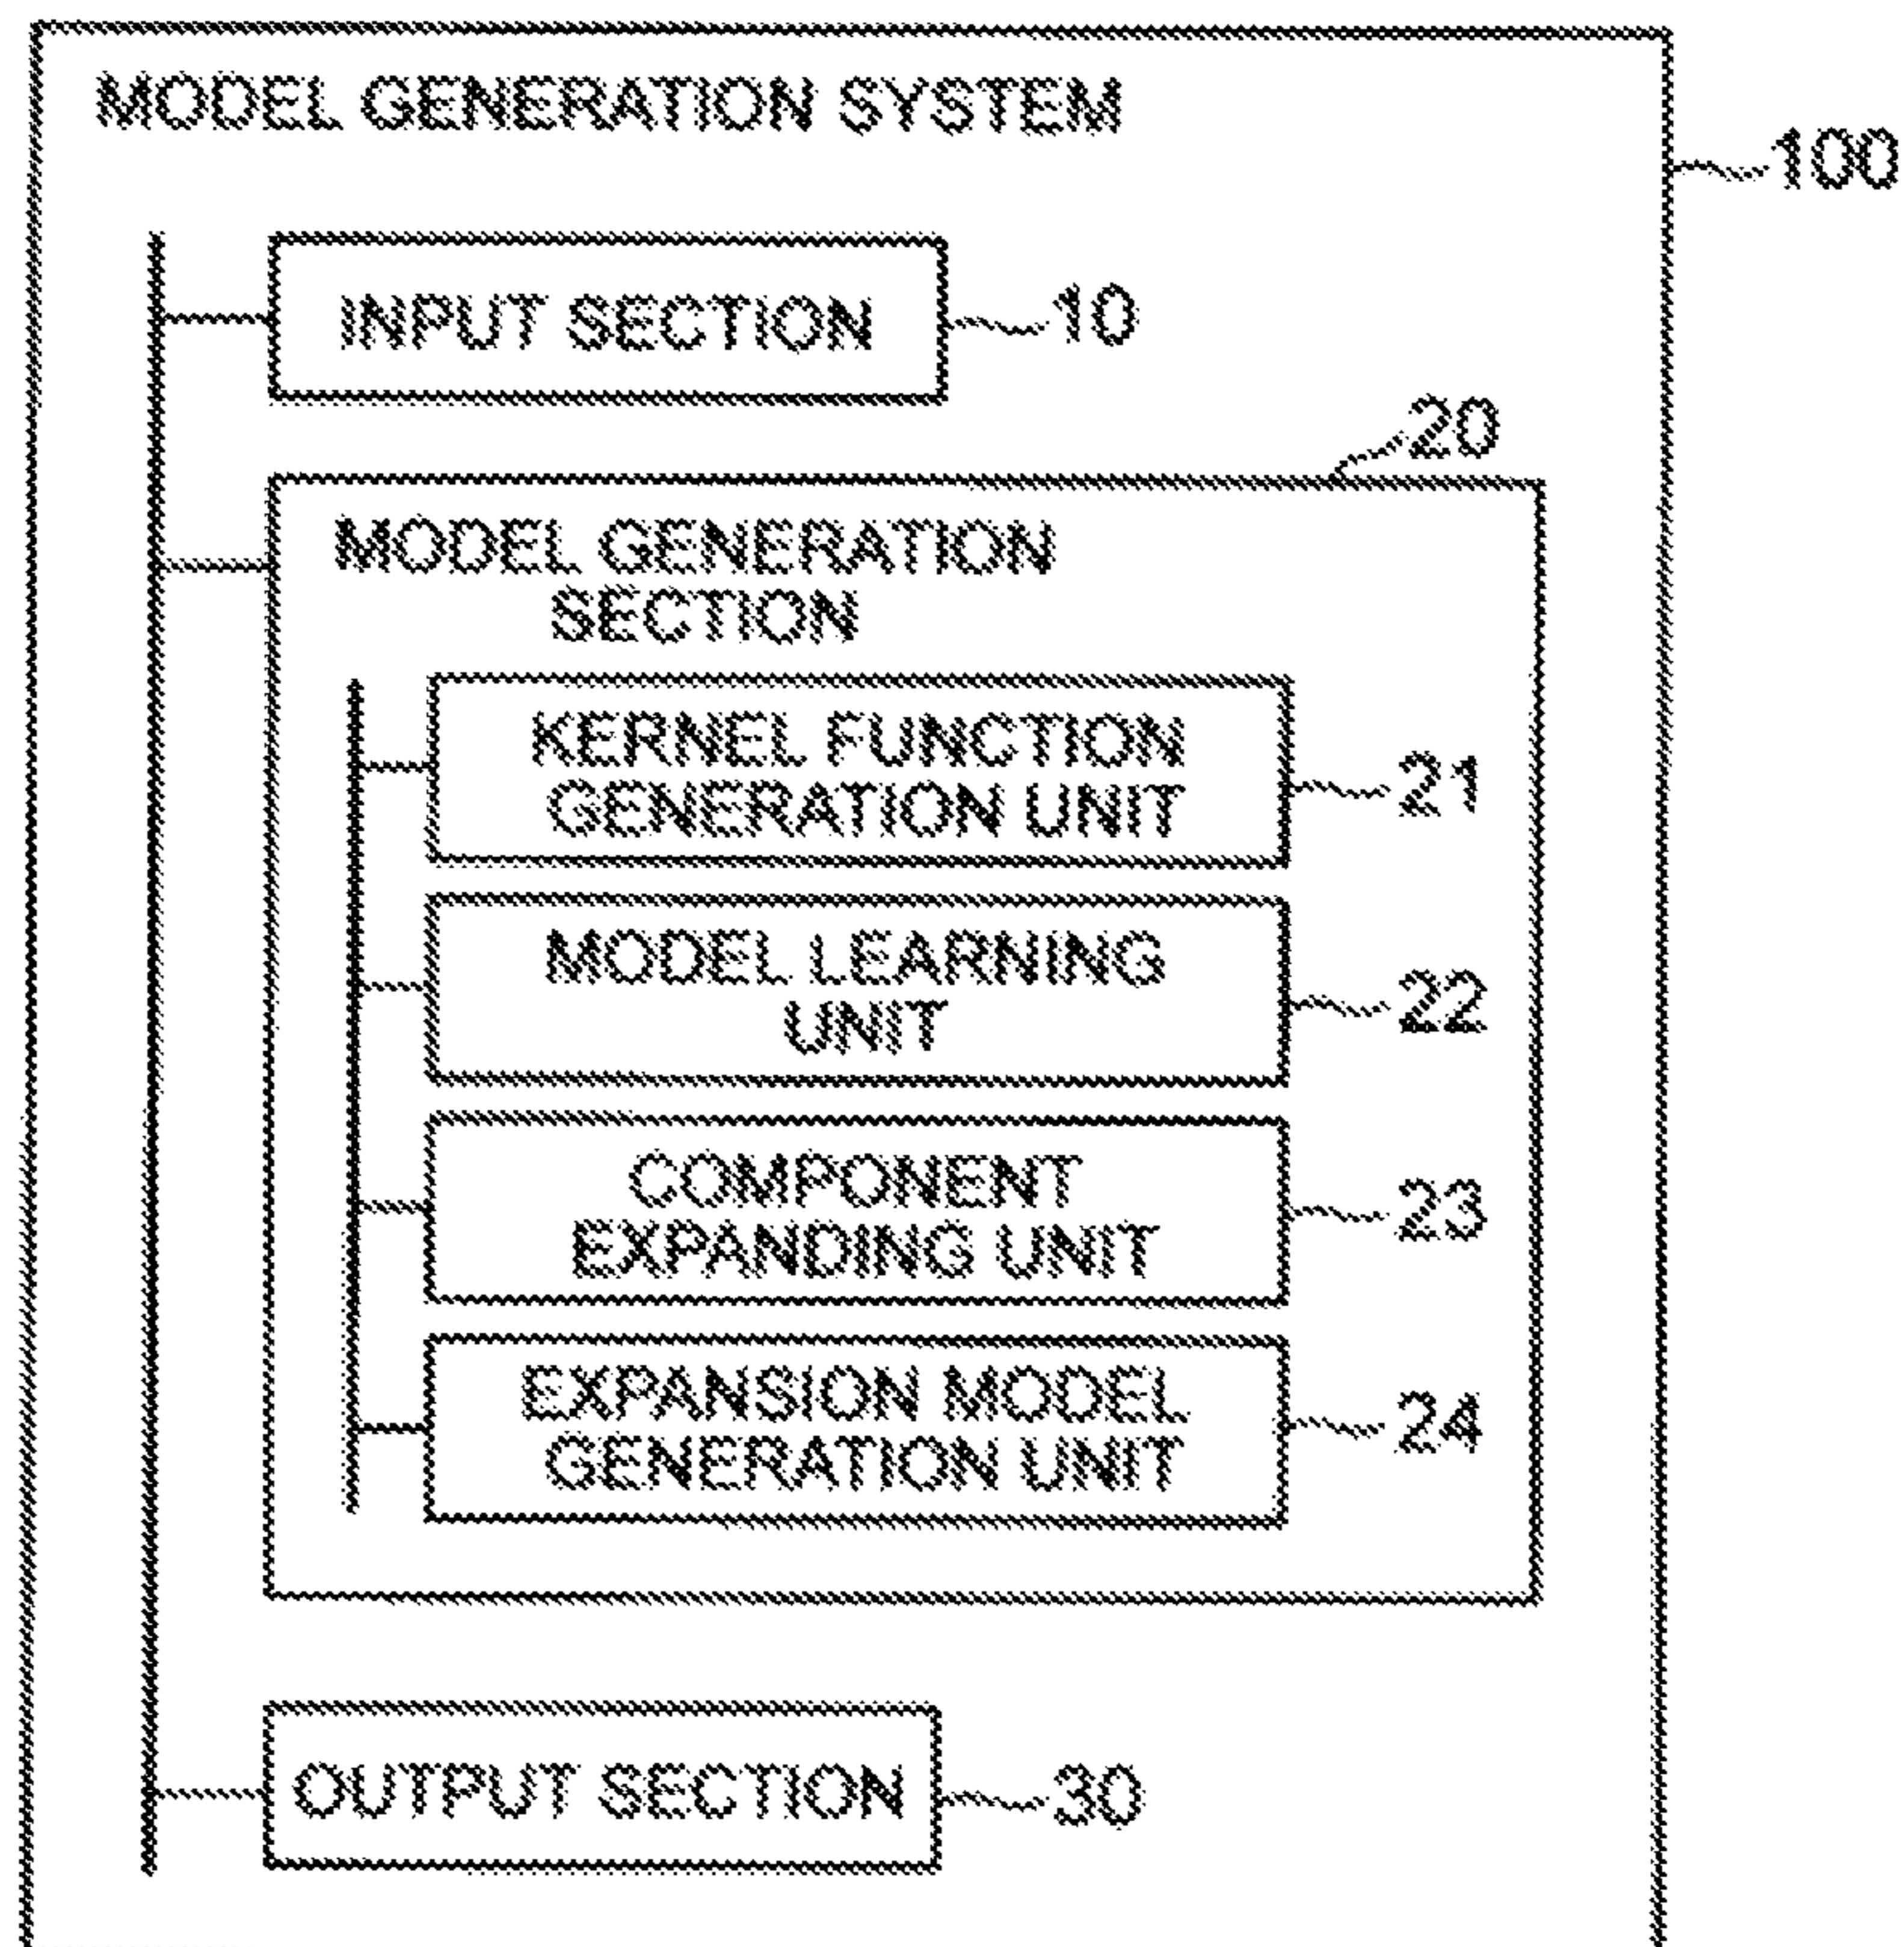 MODEL GENERATION SYSTEM
100
INPUT SECTION
10
20
MODEL GENERATION
SECTION
KERNEL FUNCTION
GENERATION UNIT
21
MODEL LEARNING
UNIT
22
COMPONENT
EXPANDING UNIT
23
EXPANSION MODEL
GENERATION UNIT
24
OUTPUT SECTION
30